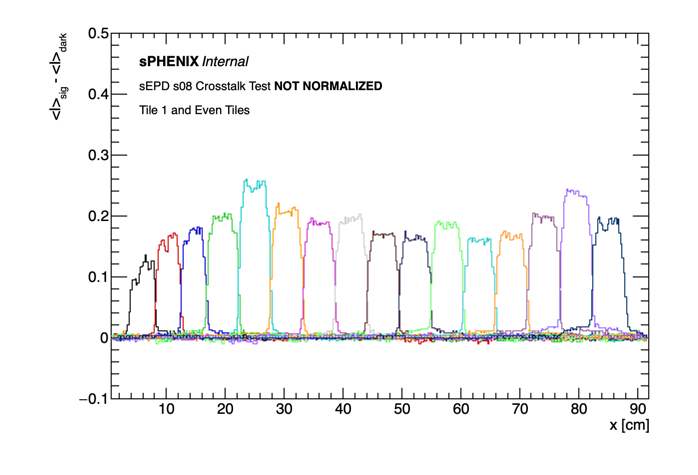 0.5
<I>sig - <I>dark
sPHENIX Internal
sEPD s08 Crosstalk Test NOT NORMALIZED
0.4
Tile 1 and Even Tiles
0.3
0.2
0.1
0
−0.1
10 20 30 40 50 60 70 80 90
x [cm]